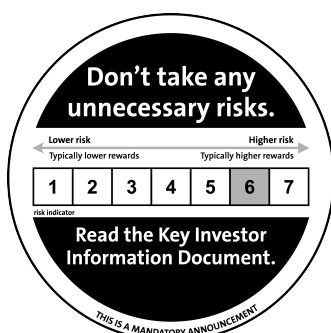 Don’t take any
unnecessary risks.
Lower risk Higher risk
Typically lower rewards Typically higher rewards
1 2 3 4 5 6 7
risk indicator
Read the Key Investor
Information Document.
THIS IS A MANDATORY ANNOUNCEMENT